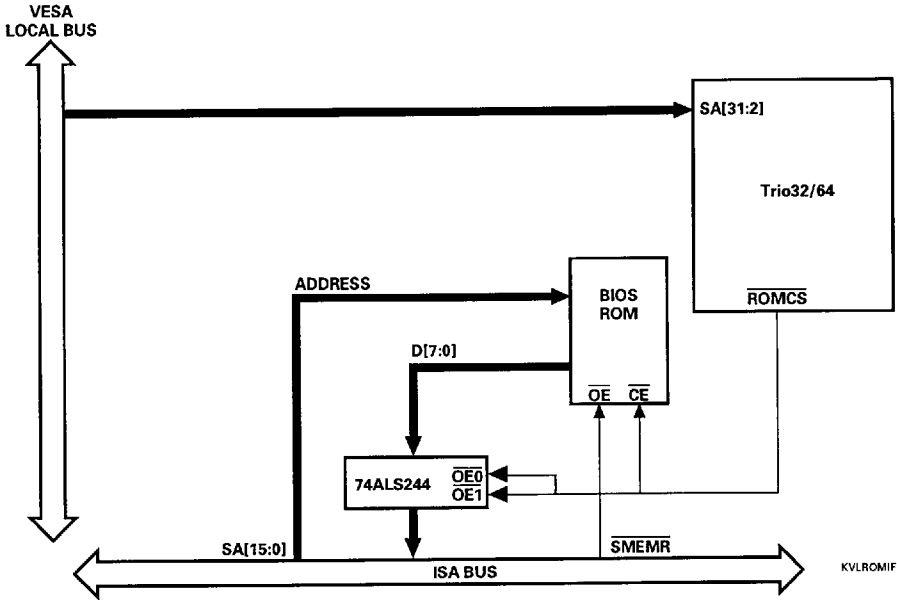 VESA
LOCAL BUS
SA[31:2]
Trio32/64
ROMCS
ADDRESS
BIOS
ROM
D[7:0]
OE CE
74ALS244
OE0
OE1
SA[15:0]
SMEMR
ISA BUS
KVLROMIF